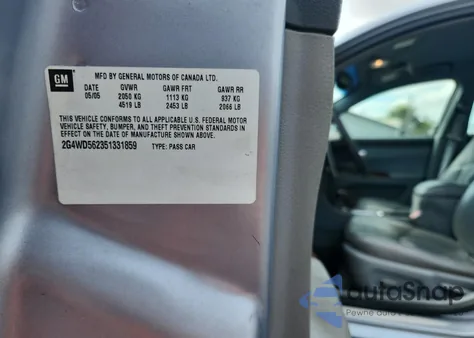 GM
MFD BY GENERAL MOTORS OF CANADA LTD.
DATE GVWR GAWR FRT GAWR RR
05/05 2050 KG 1113 KG 937 KG
4519 LB 2453 LB 2066 LB
THIS VEHICLE CONFORMS TO ALL APPLICABLE U.S. FEDERAL MOTOR
VEHICLE SAFETY, BUMPER, AND THEFT PREVENTION STANDARDS IN
EFFECT ON THE DATE OF MANUFACTURE SHOWN ABOVE.
2G4WD562351331859 TYPE: PASS CAR
autoSnap
Pewne auta z